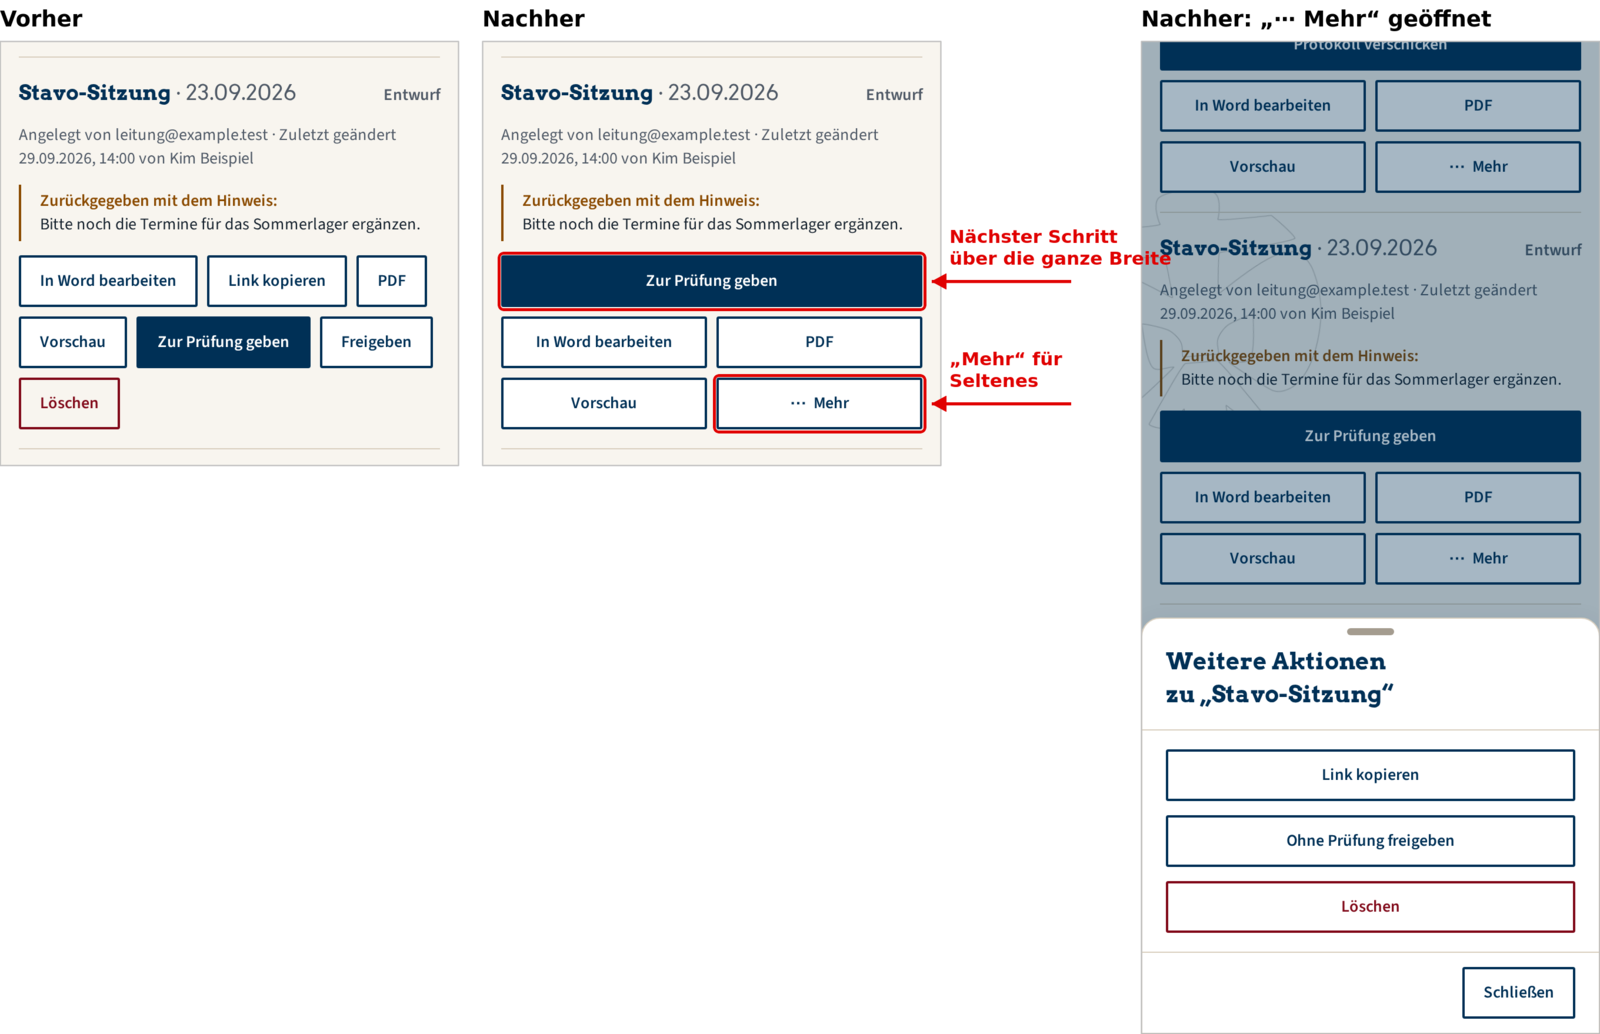 Vorher
Stavo-Sitzung · 23.09.2026
Entwurf
Angelegt von leitung@example.test · Zuletzt geändert
29.09.2026, 14:00 von Kim Beispiel
Zurückgegeben mit dem Hinweis:
Bitte noch die Termine für das Sommerlager ergänzen.
In Word bearbeiten
Link kopieren
PDF
Vorschau
Zur Prüfung geben
Freigeben
Löschen
Nachher
Stavo-Sitzung · 23.09.2026
Entwurf
Angelegt von leitung@example.test · Zuletzt geändert
29.09.2026, 14:00 von Kim Beispiel
Zurückgegeben mit dem Hinweis:
Bitte noch die Termine für das Sommerlager ergänzen.
Zur Prüfung geben
In Word bearbeiten
PDF
Vorschau
··· Mehr
Nächster Schritt
über die ganze Breite
„Mehr“ für
Seltenes
Nachher: „··· Mehr“ geöffnet
Protokoll verschicken
In Word bearbeiten
PDF
Vorschau
··· Mehr
Stavo-Sitzung · 23.09.2026
Entwurf
Angelegt von leitung@example.test · Zuletzt geändert
29.09.2026, 14:00 von Kim Beispiel
Zurückgegeben mit dem Hinweis:
Bitte noch die Termine für das Sommerlager ergänzen.
Zur Prüfung geben
In Word bearbeiten
PDF
Vorschau
··· Mehr
Weitere Aktionen
zu „Stavo-Sitzung“
Link kopieren
Ohne Prüfung freigeben
Löschen
Schließen